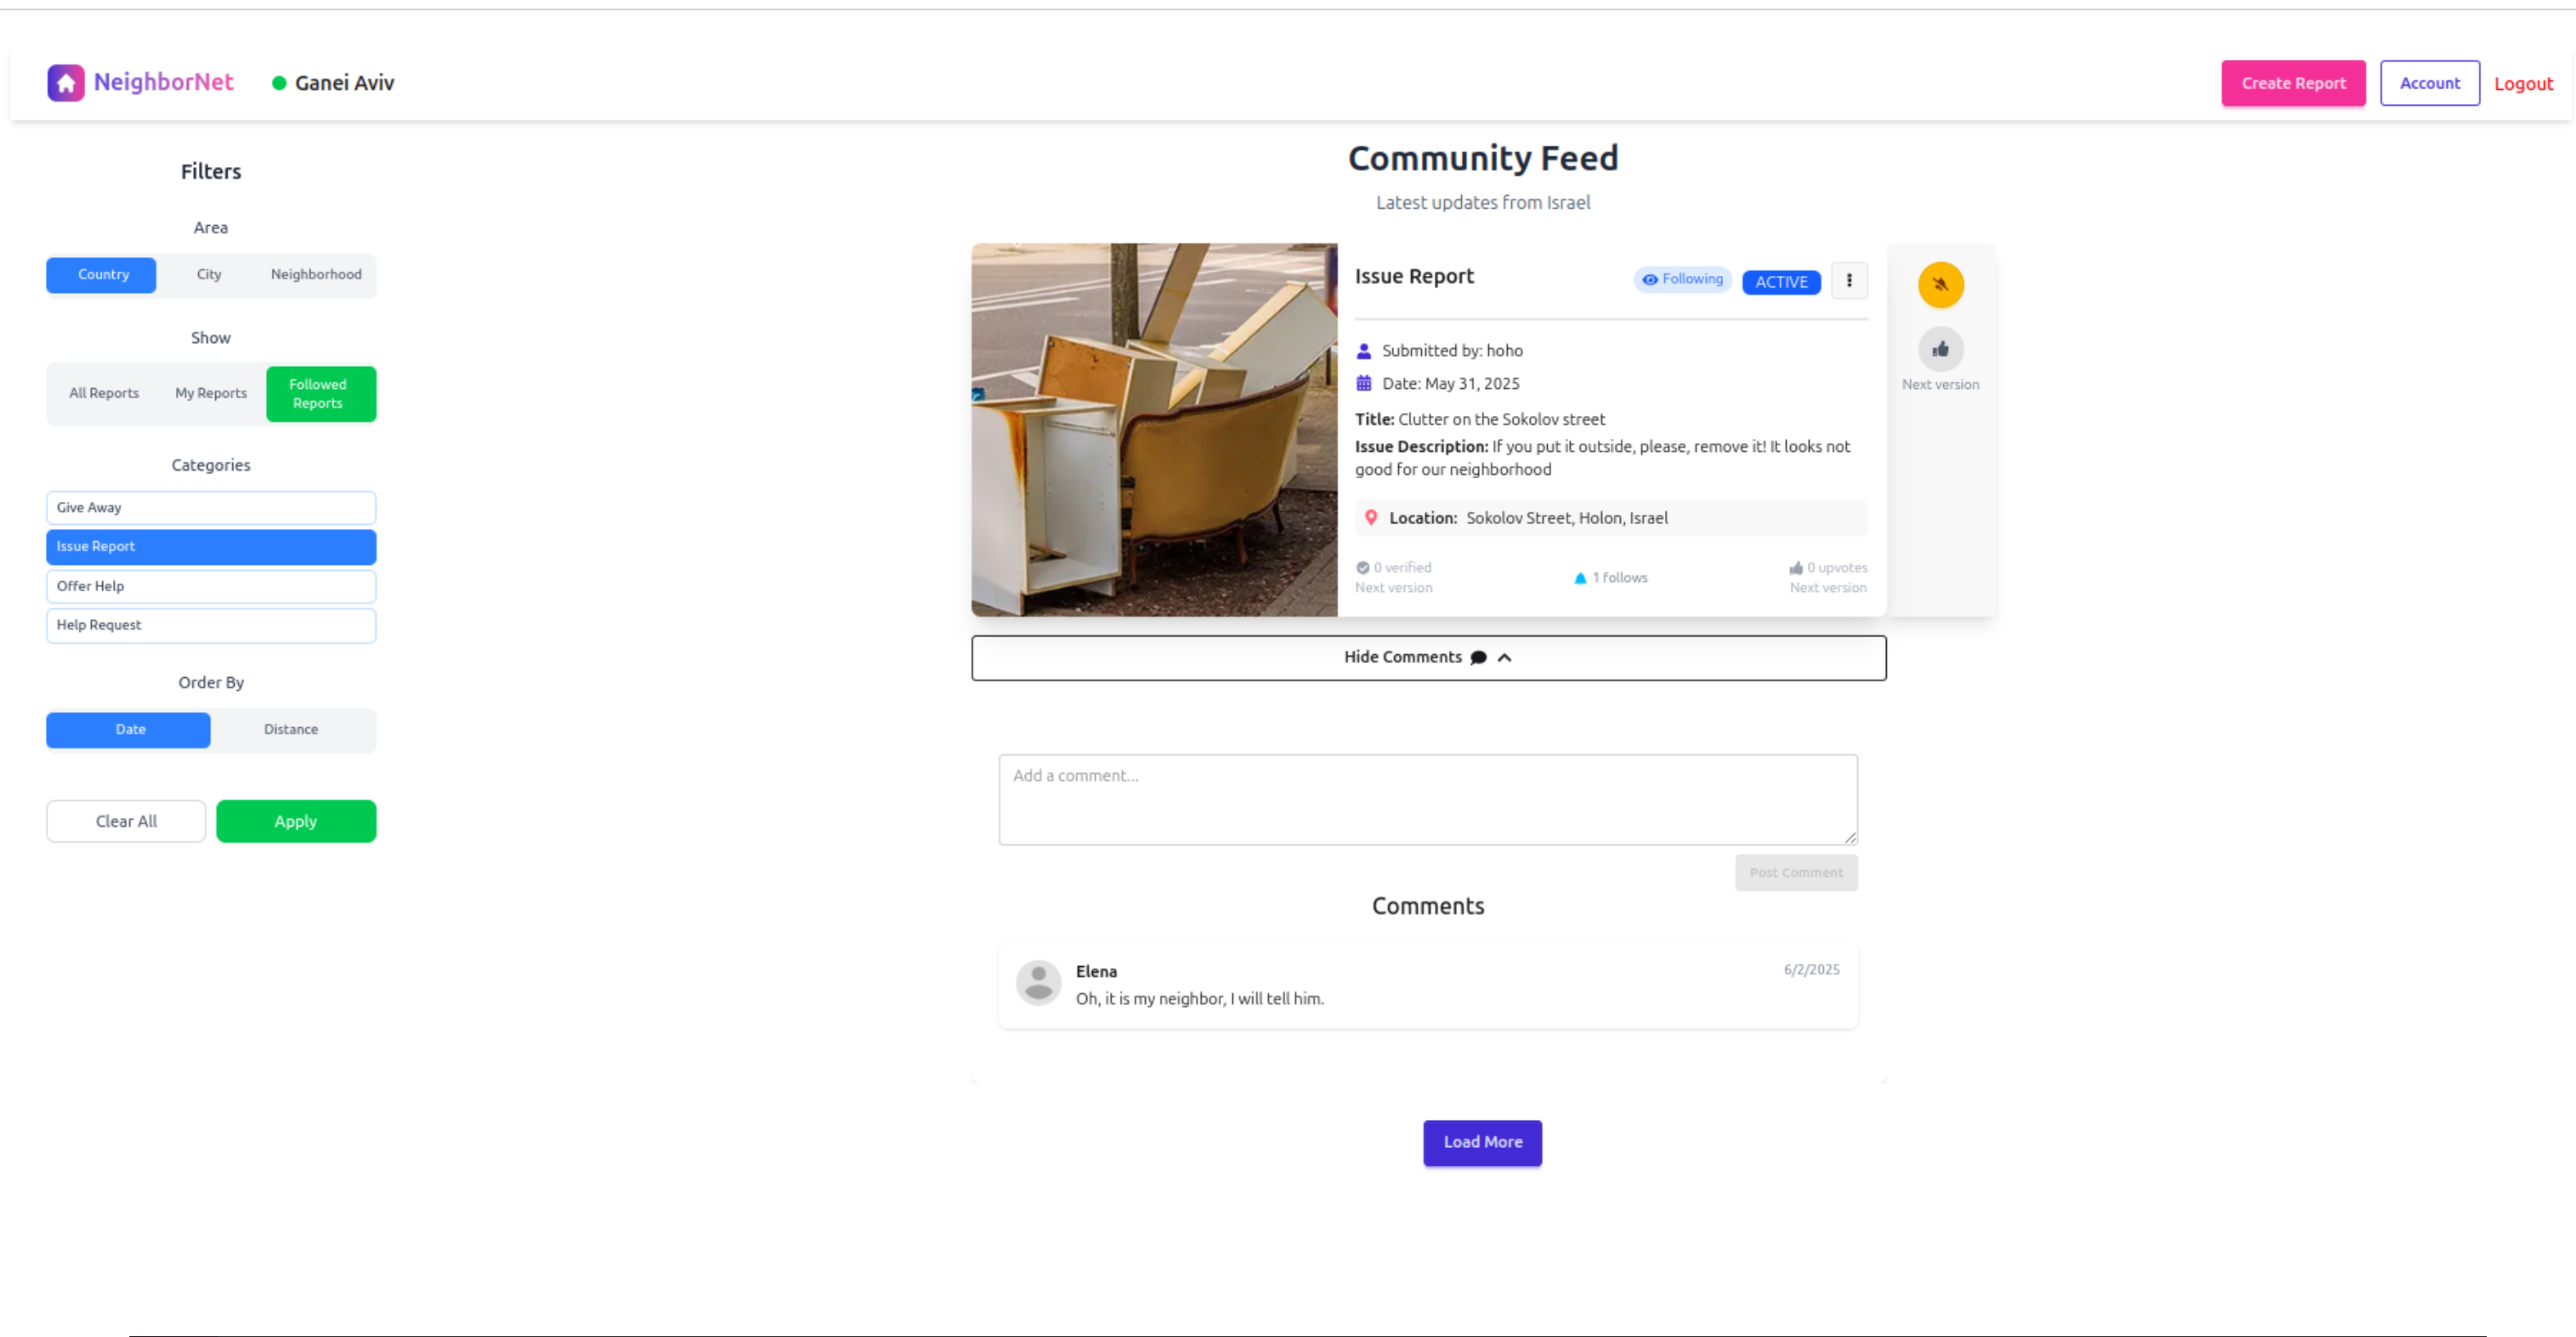 NeighborNet
Ganei Aviv
Create Report
Account
Logout
Filters
Area
Country
City
Neighborhood
Show
All Reports
My Reports
Followed
Reports
Categories
Give Away
Issue Report
Offer Help
Help Request
Order By
Date
Distance
Clear All
Apply
Community Feed
Latest updates from Israel
Issue Report
Following
ACTIVE
Submitted by: hoho
Date: May 31, 2025
Title: Clutter on the Sokolov street
Issue Description: If you put it outside, please, remove it! It looks not
good for our neighborhood
Location: Sokolov Street, Holon, Israel
0 verified
Next version
1 follows
0 upvotes
Next version
Next version
Hide Comments
Add a comment...
Post Comment
Comments
Elena
6/2/2025
Oh, it is my neighbor, I will tell him.
Load More